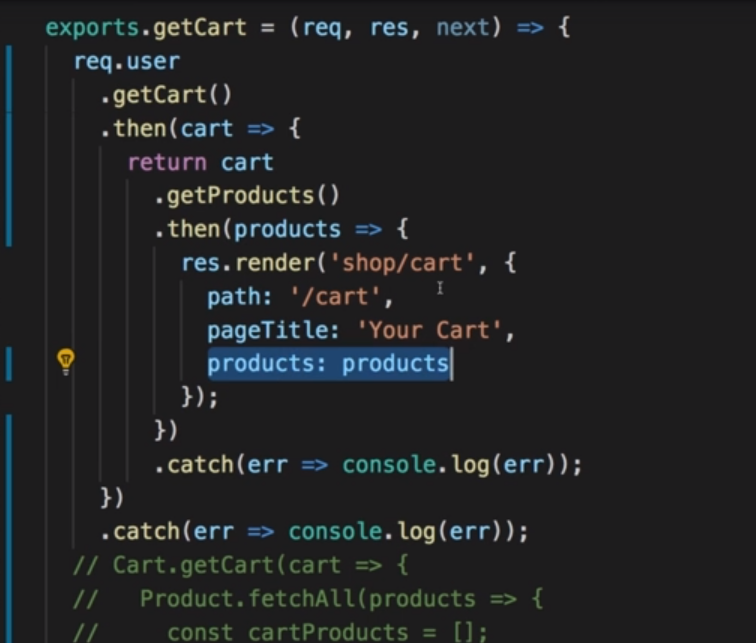 exports.getCart = (req, res, next) => {
  req.user
    .getCart()
    .then(cart => {
      return cart
        .getProducts()
        .then(products => {
          res.render('shop/cart', {
            path: '/cart',
            pageTitle: 'Your Cart',
            products: products
          });
        })
        .catch(err => console.log(err));
    })
    .catch(err => console.log(err));
  // Cart.getCart(cart => {
  //   Product.fetchAll(products => {
  //     const cartProducts = [];